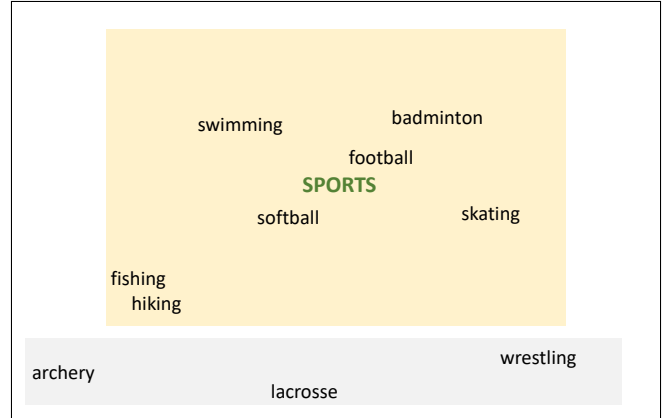 badminton
swimming
football
SPORTS
skating
softball
fishing
hiking
wrestling
archery
lacrosse